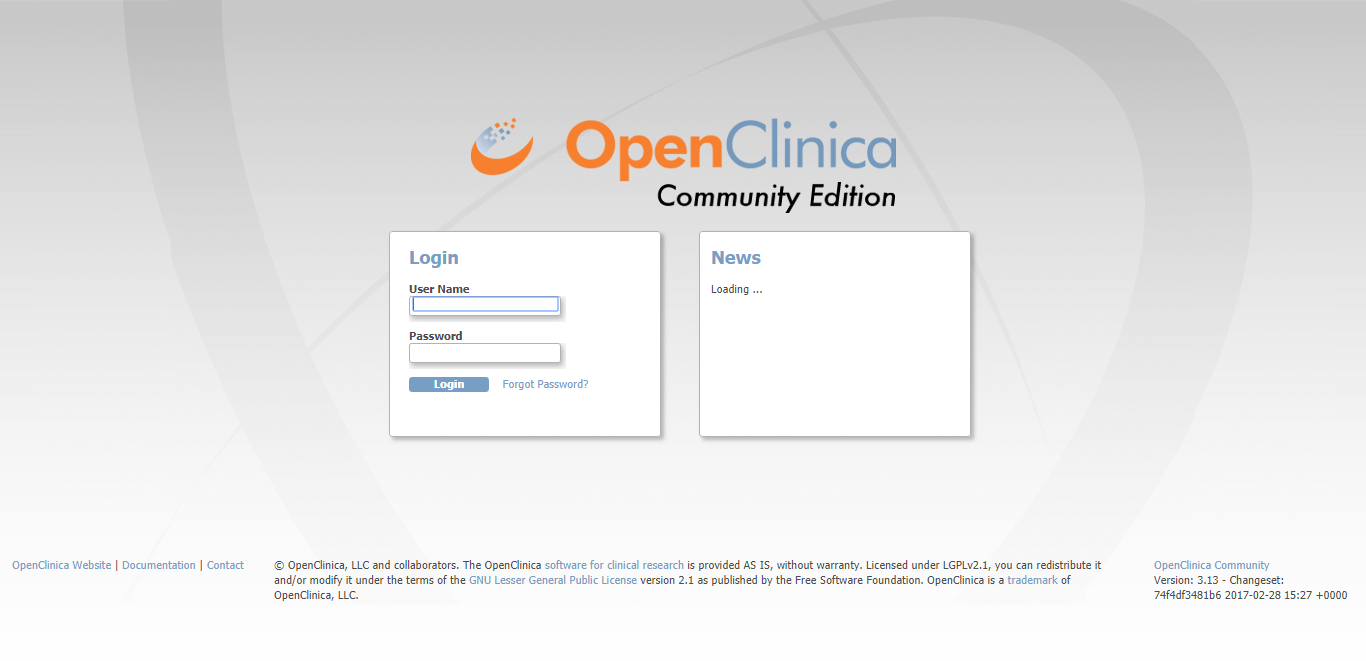 OpenClinica
Community Edition
Login
User Name
Password
Login Forgot Password?
News
Loading ...
OpenClinica Website | Documentation | Contact
© OpenClinica, LLC and collaborators. The OpenClinica software for clinical research is provided AS IS, without warranty. Licensed under LGPLv2.1, you can redistribute it
and/or modify it under the terms of the GNU Lesser General Public License version 2.1 as published by the Free Software Foundation. OpenClinica is a trademark of
OpenClinica, LLC.
OpenClinica Community
Version: 3.13 - Changeset:
74f4df3481b6 2017-02-28 15:27 +0000